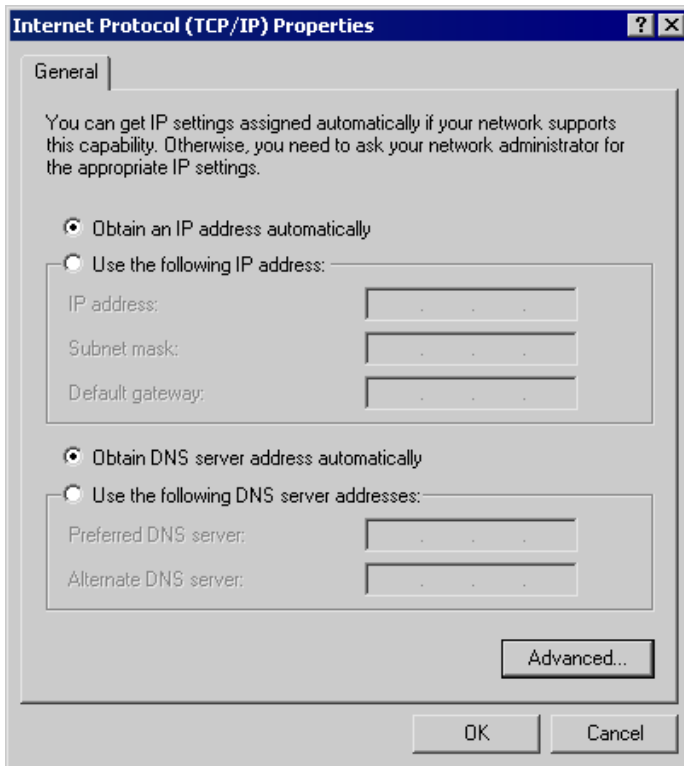 Internet Protocol (TCP/IP) Properties
General
You can get IP settings assigned automatically if your network supports
this capability. Otherwise, you need to ask your network administrator for
the appropriate IP settings.
Obtain an IP address automatically
Use the following IP address:
IP address:
Subnet mask:
Default gateway:
Obtain DNS server address automatically
Use the following DNS server addresses:
Preferred DNS server:
Alternate DNS server:
Advanced...
OK
Cancel